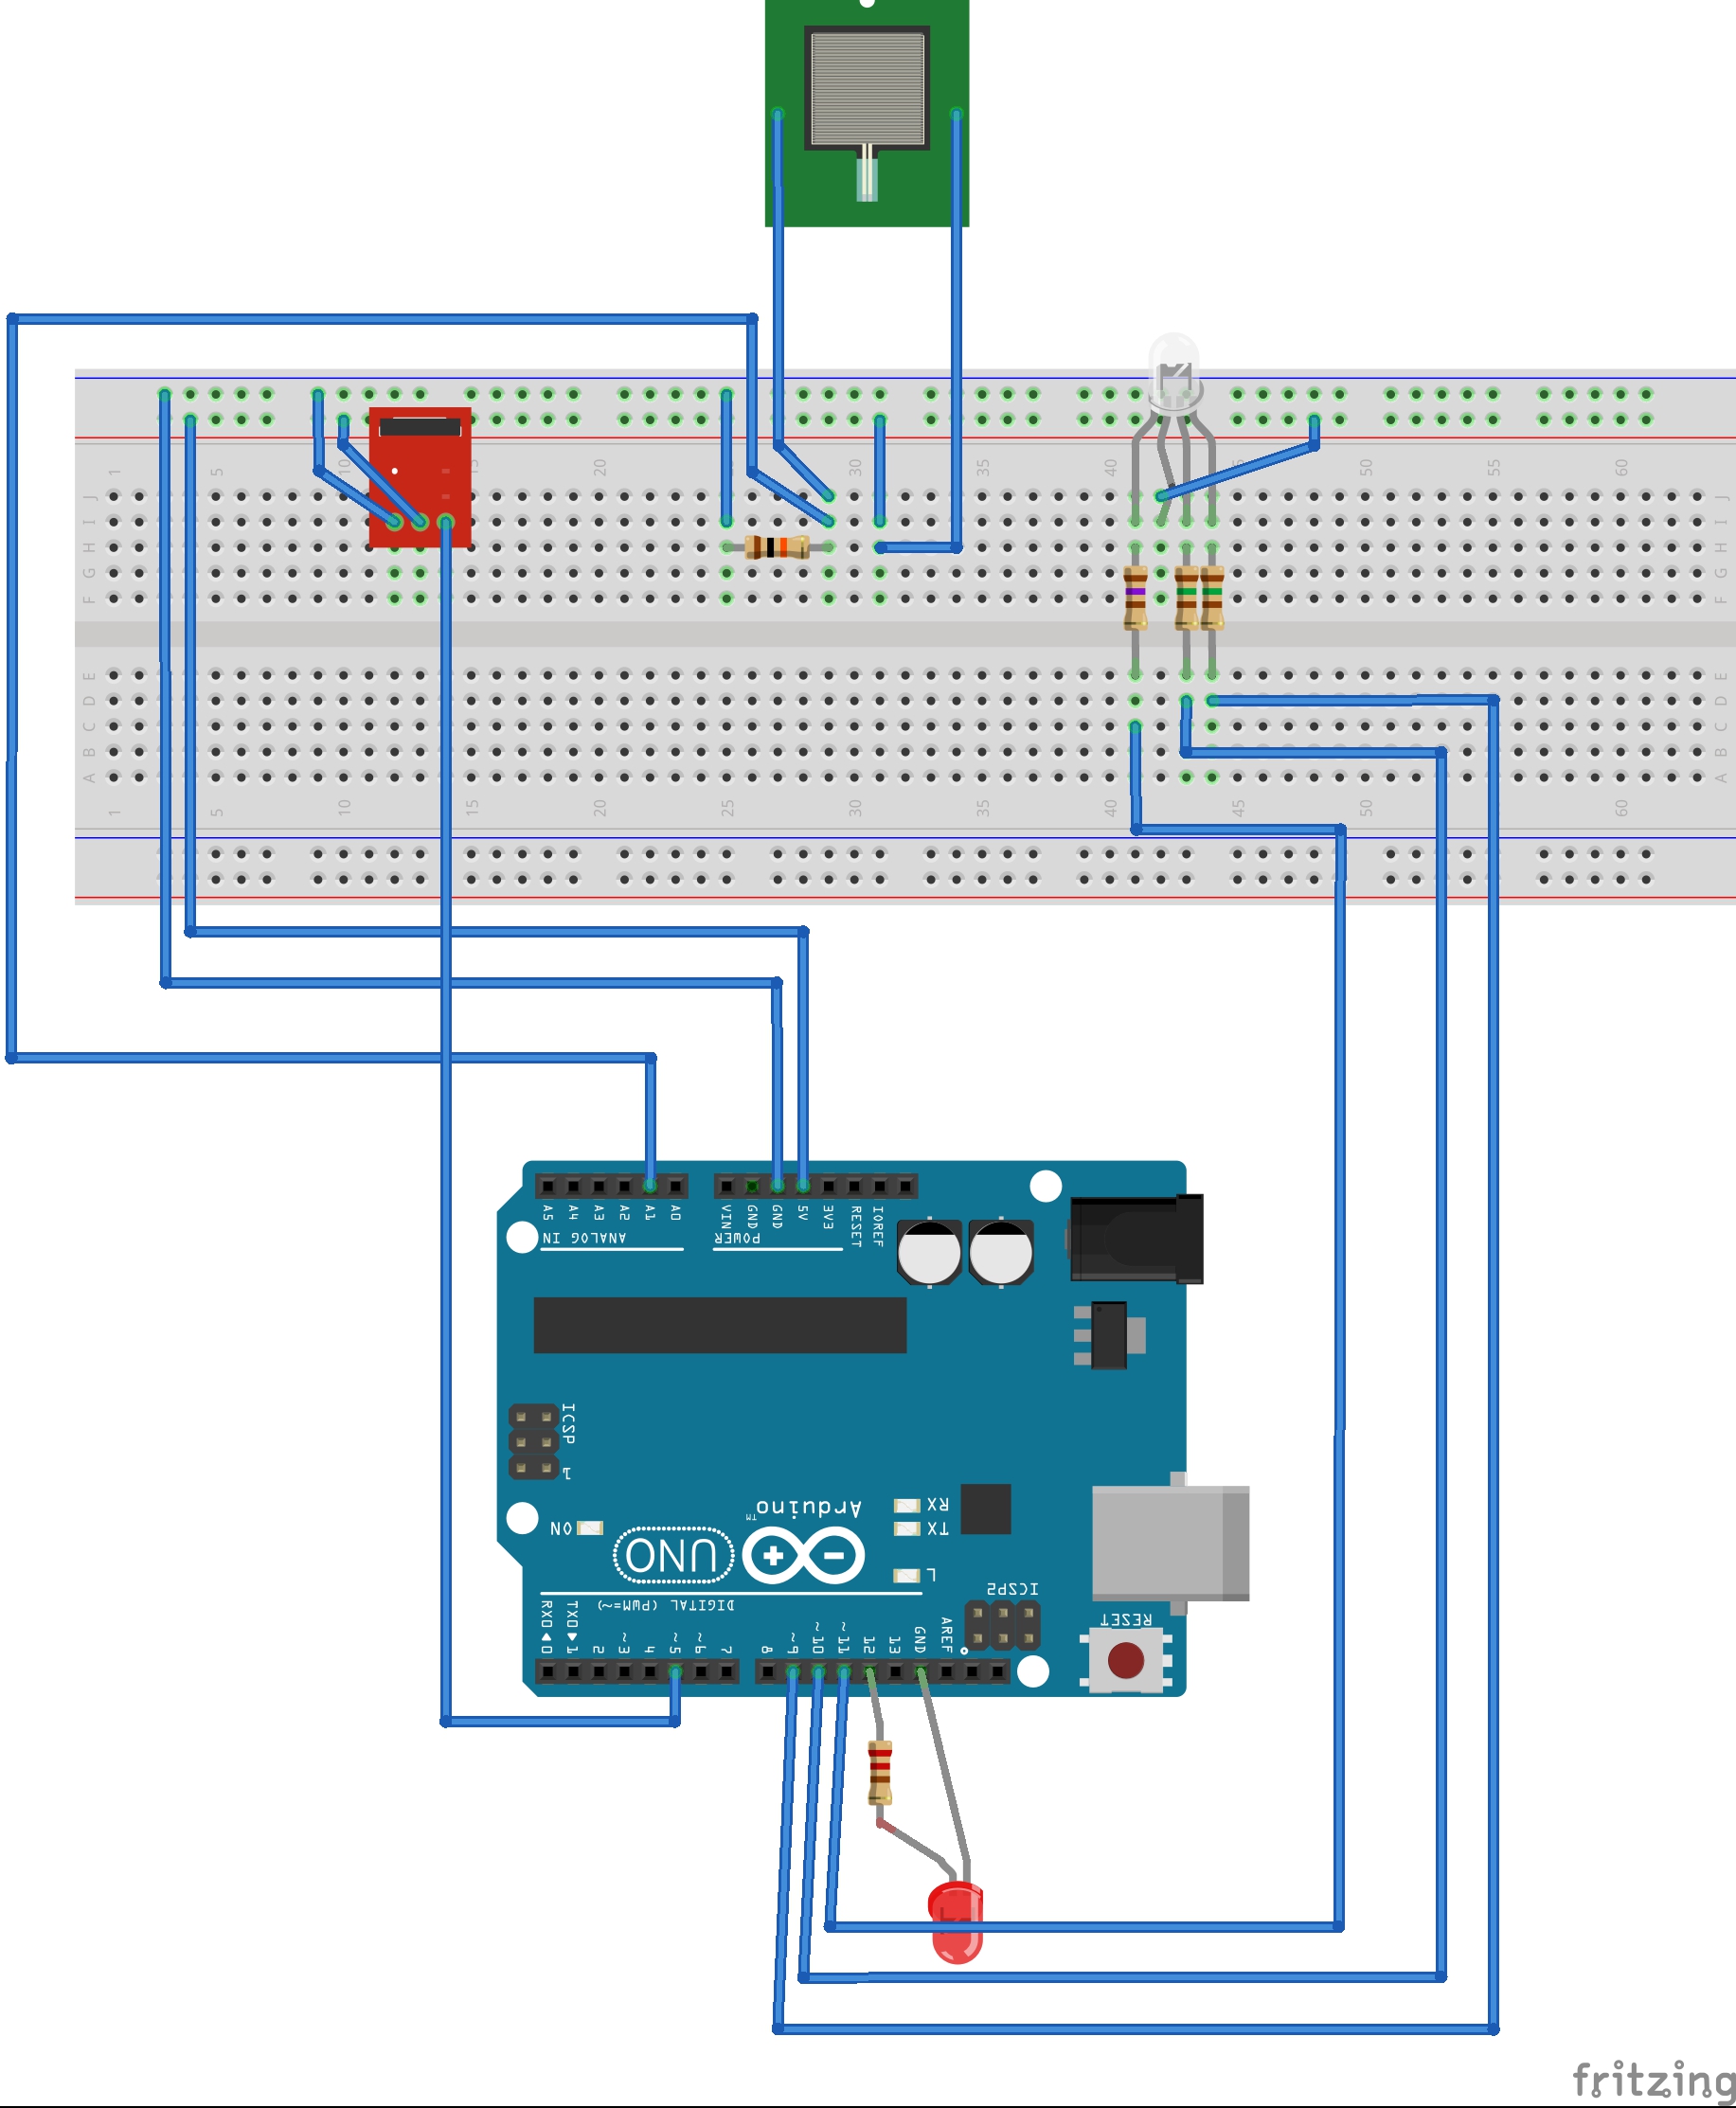 1 5 10 15 20 25 30 35 40 45 50 55 60
J J
I I
H H
G G
F F
E E
D D
C C
B B
A A
1 5 10 15 20 25 30 35 40 45 50 55 60
A5 A4 A3 A2 A1 A0 VIN GND GND 5V 3V3 RESET IOREF
ANALOG IN POWER
ICSP
1
Arduino™
RX
ON
TX
UNO
L
ICSP2
DIGITAL (PWM=~)
RESET
RX0 0 TX0 1 2 ~3 4 ~5 ~6 7 8 ~9 ~10 ~11 12 13 GND AREF
fritzing